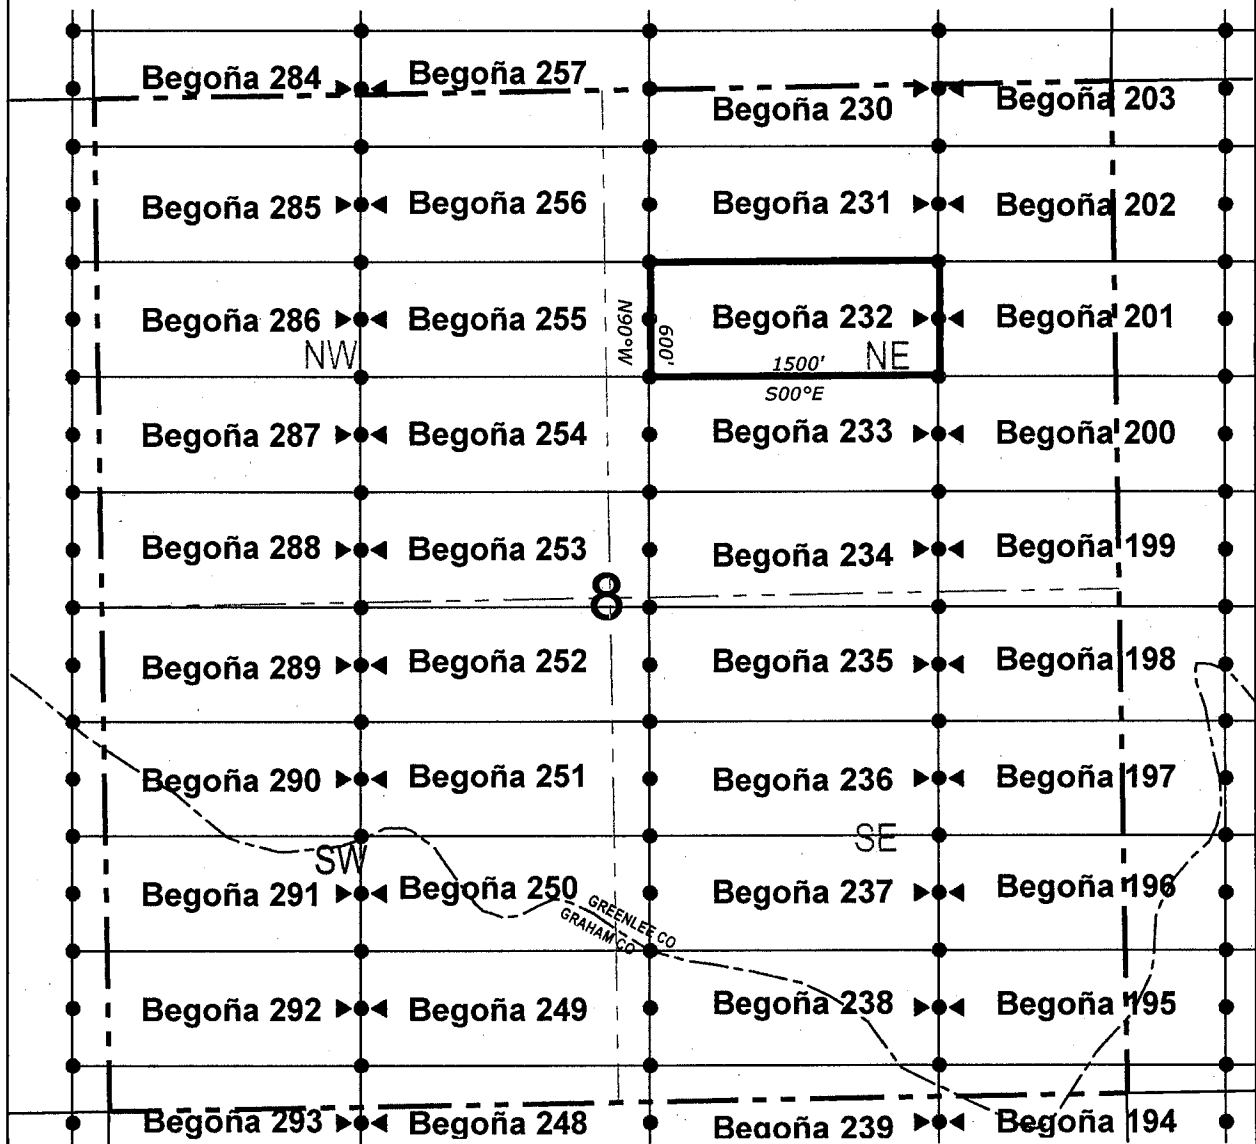 Begoña 284 Begoña 257 Begoña 230 Begoña 203
Begoña 285 Begoña 256 Begoña 231 Begoña 202
Begoña 286 Begoña 255 Begoña 232 Begoña 201
NW N90°W 600' 1500' NE
S00°E
Begoña 287 Begoña 254 Begoña 233 Begoña 200
Begoña 288 Begoña 253 Begoña 234 Begoña 199
8
Begoña 289 Begoña 252 Begoña 235 Begoña 198
Begoña 290 Begoña 251 Begoña 236 Begoña 197
SW SE
Begoña 291 Begoña 250 Begoña 237 Begoña 196
GREENLEE CO
GRAHAM CO
Begoña 292 Begoña 249 Begoña 238 Begoña 195
Begoña 293 Begoña 248 Begoña 239 Begoña 194